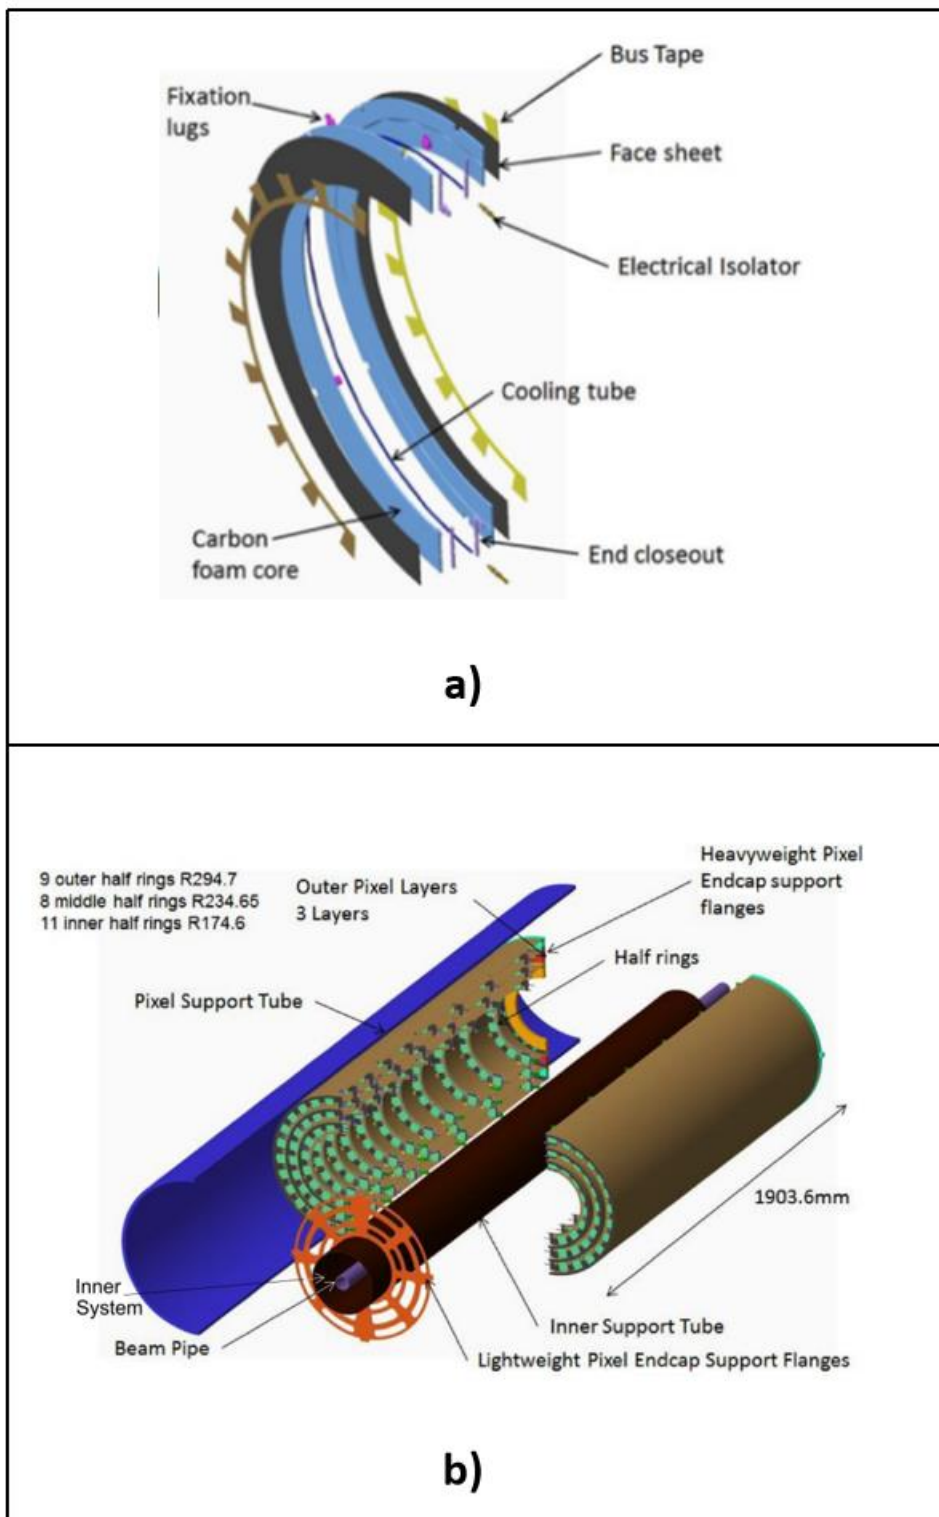 Bus Tape
Fixation
lugs
Face sheet
Electrical Isolator
Cooling tube
Carbon
foam core
End closeout
a)
9 outer half rings R294.7
8 middle half rings R234.65
11 inner half rings R174.6
Outer Pixel Layers
3 Layers
Heavyweight Pixel
Endcap support
flanges
Half rings
Pixel Support Tube
1903.6mm
Inner
System
Beam Pipe
Inner Support Tube
Lightweight Pixel Endcap Support Flanges
b)